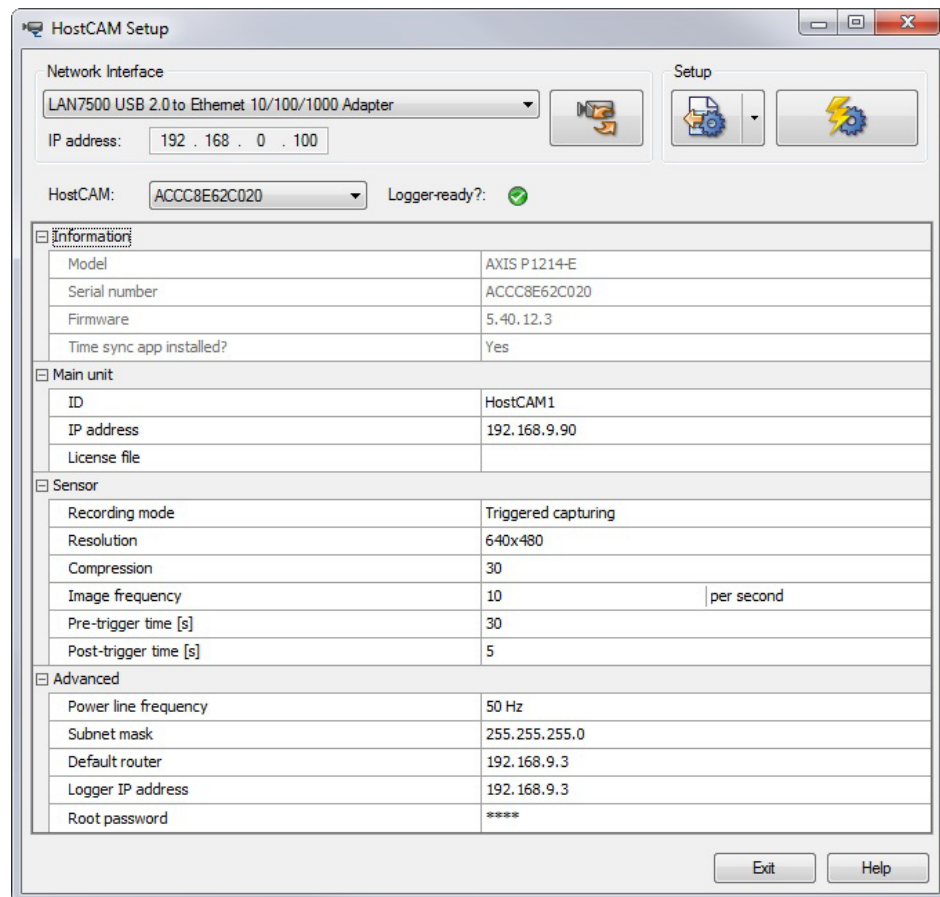 HostCAM Setup
Network Interface
Setup
LAN7500 USB 2.0 to Ethernet 10/100/1000 Adapter
IP address: 192 . 168 . 0 . 100
HostCAM: ACCC8E62C020 Logger-ready?:
Information
Model AXIS P1214-E
Serial number ACCC8E62C020
Firmware 5.40.12.3
Time sync app installed? Yes
Main unit
ID HostCAM1
IP address 192.168.9.90
License file
Sensor
Recording mode Triggered capturing
Resolution 640x480
Compression 30
Image frequency 10 per second
Pre-trigger time [s] 30
Post-trigger time [s] 5
Advanced
Power line frequency 50 Hz
Subnet mask 255.255.255.0
Default router 192.168.9.3
Logger IP address 192.168.9.3
Root password ****
Exit Help